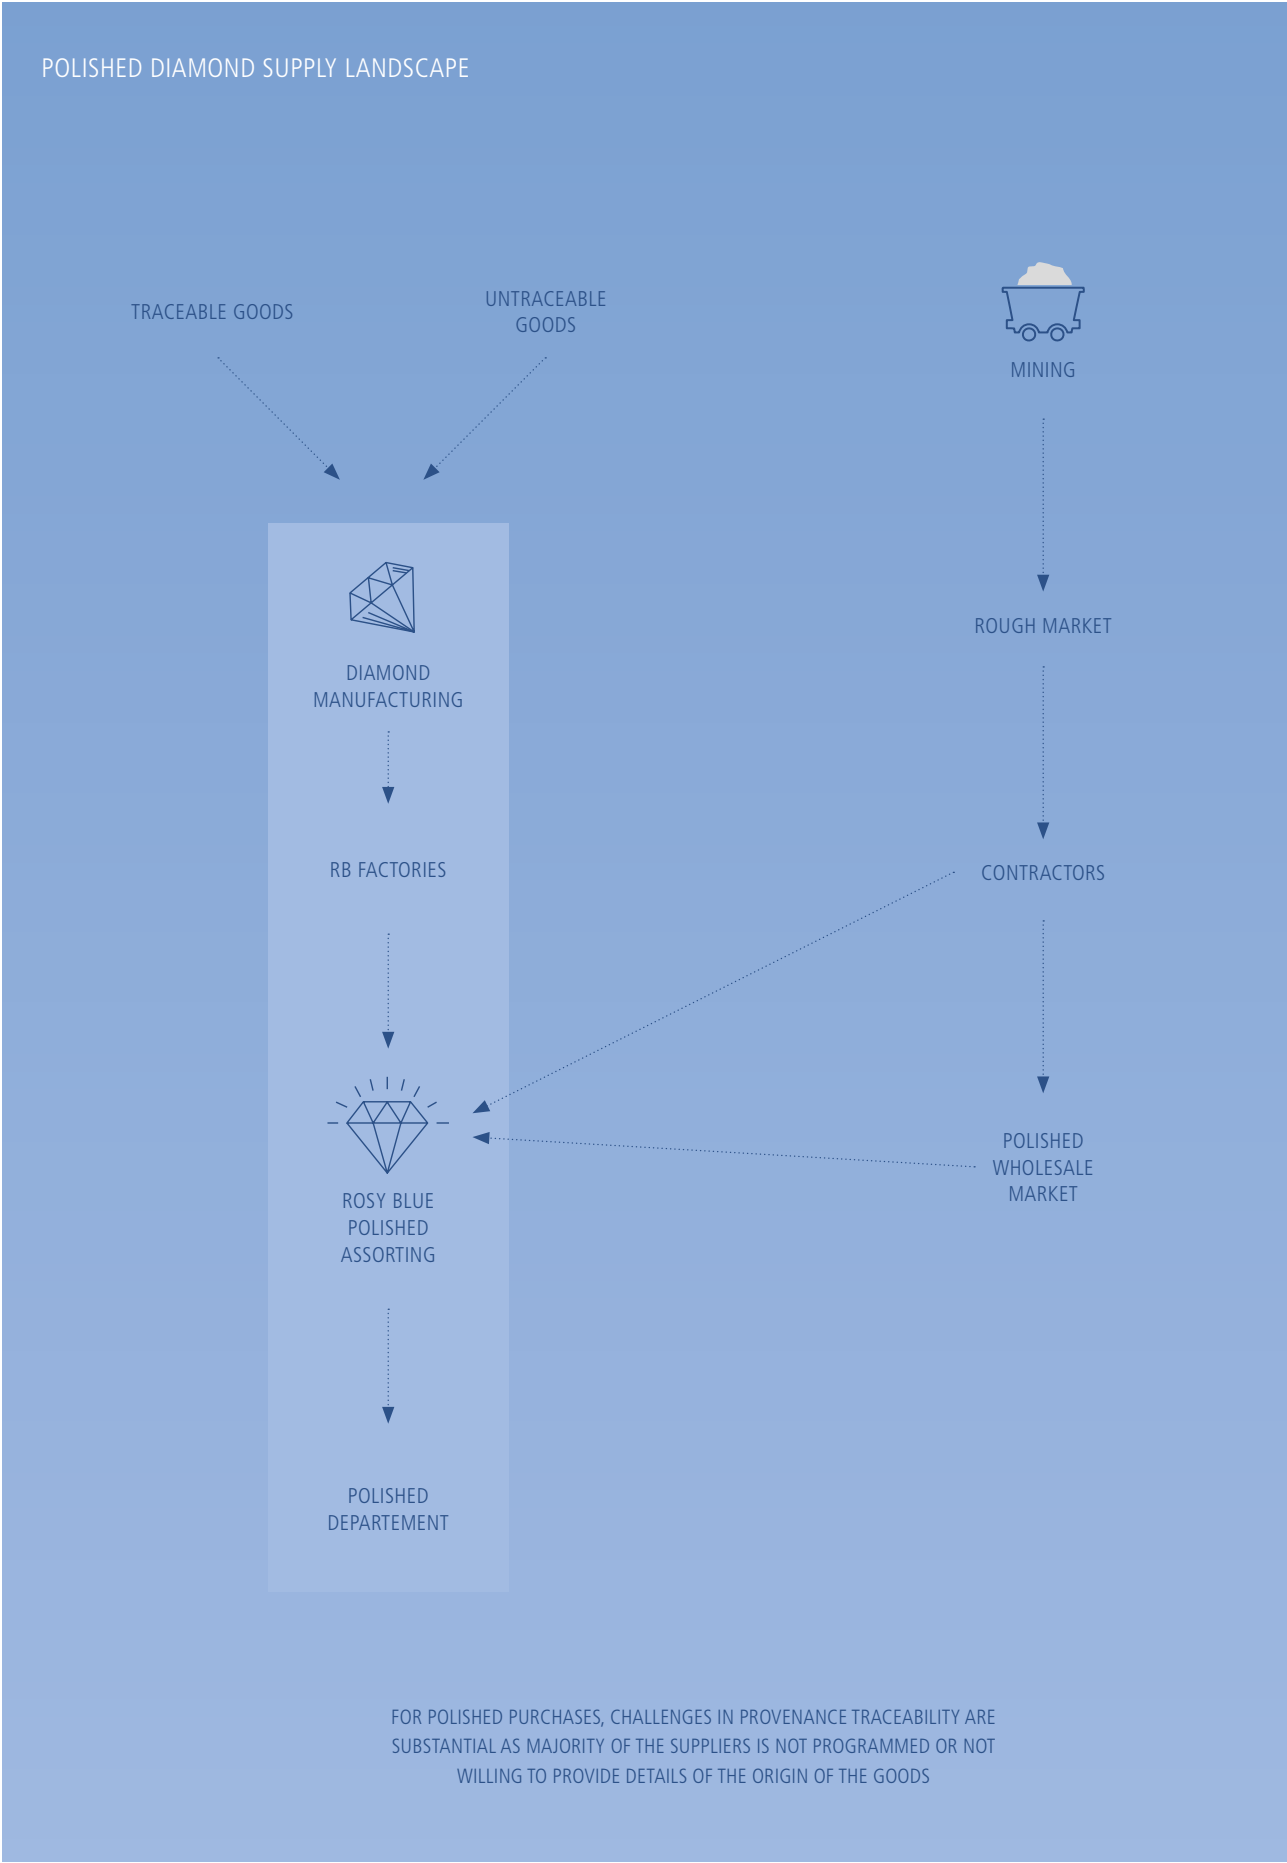 POLISHED DIAMOND SUPPLY LANDSCAPE
TRACEABLE GOODS
UNTRACEABLE
GOODS
MINING
DIAMOND
MANUFACTURING
ROUGH MARKET
RB FACTORIES
CONTRACTORS
ROSY BLUE
POLISHED
ASSORTING
POLISHED
WHOLESALE
MARKET
POLISHED
DEPARTEMENT
FOR POLISHED PURCHASES, CHALLENGES IN PROVENANCE TRACEABILITY ARE
SUBSTANTIAL AS MAJORITY OF THE SUPPLIERS IS NOT PROGRAMMED OR NOT
WILLING TO PROVIDE DETAILS OF THE ORIGIN OF THE GOODS